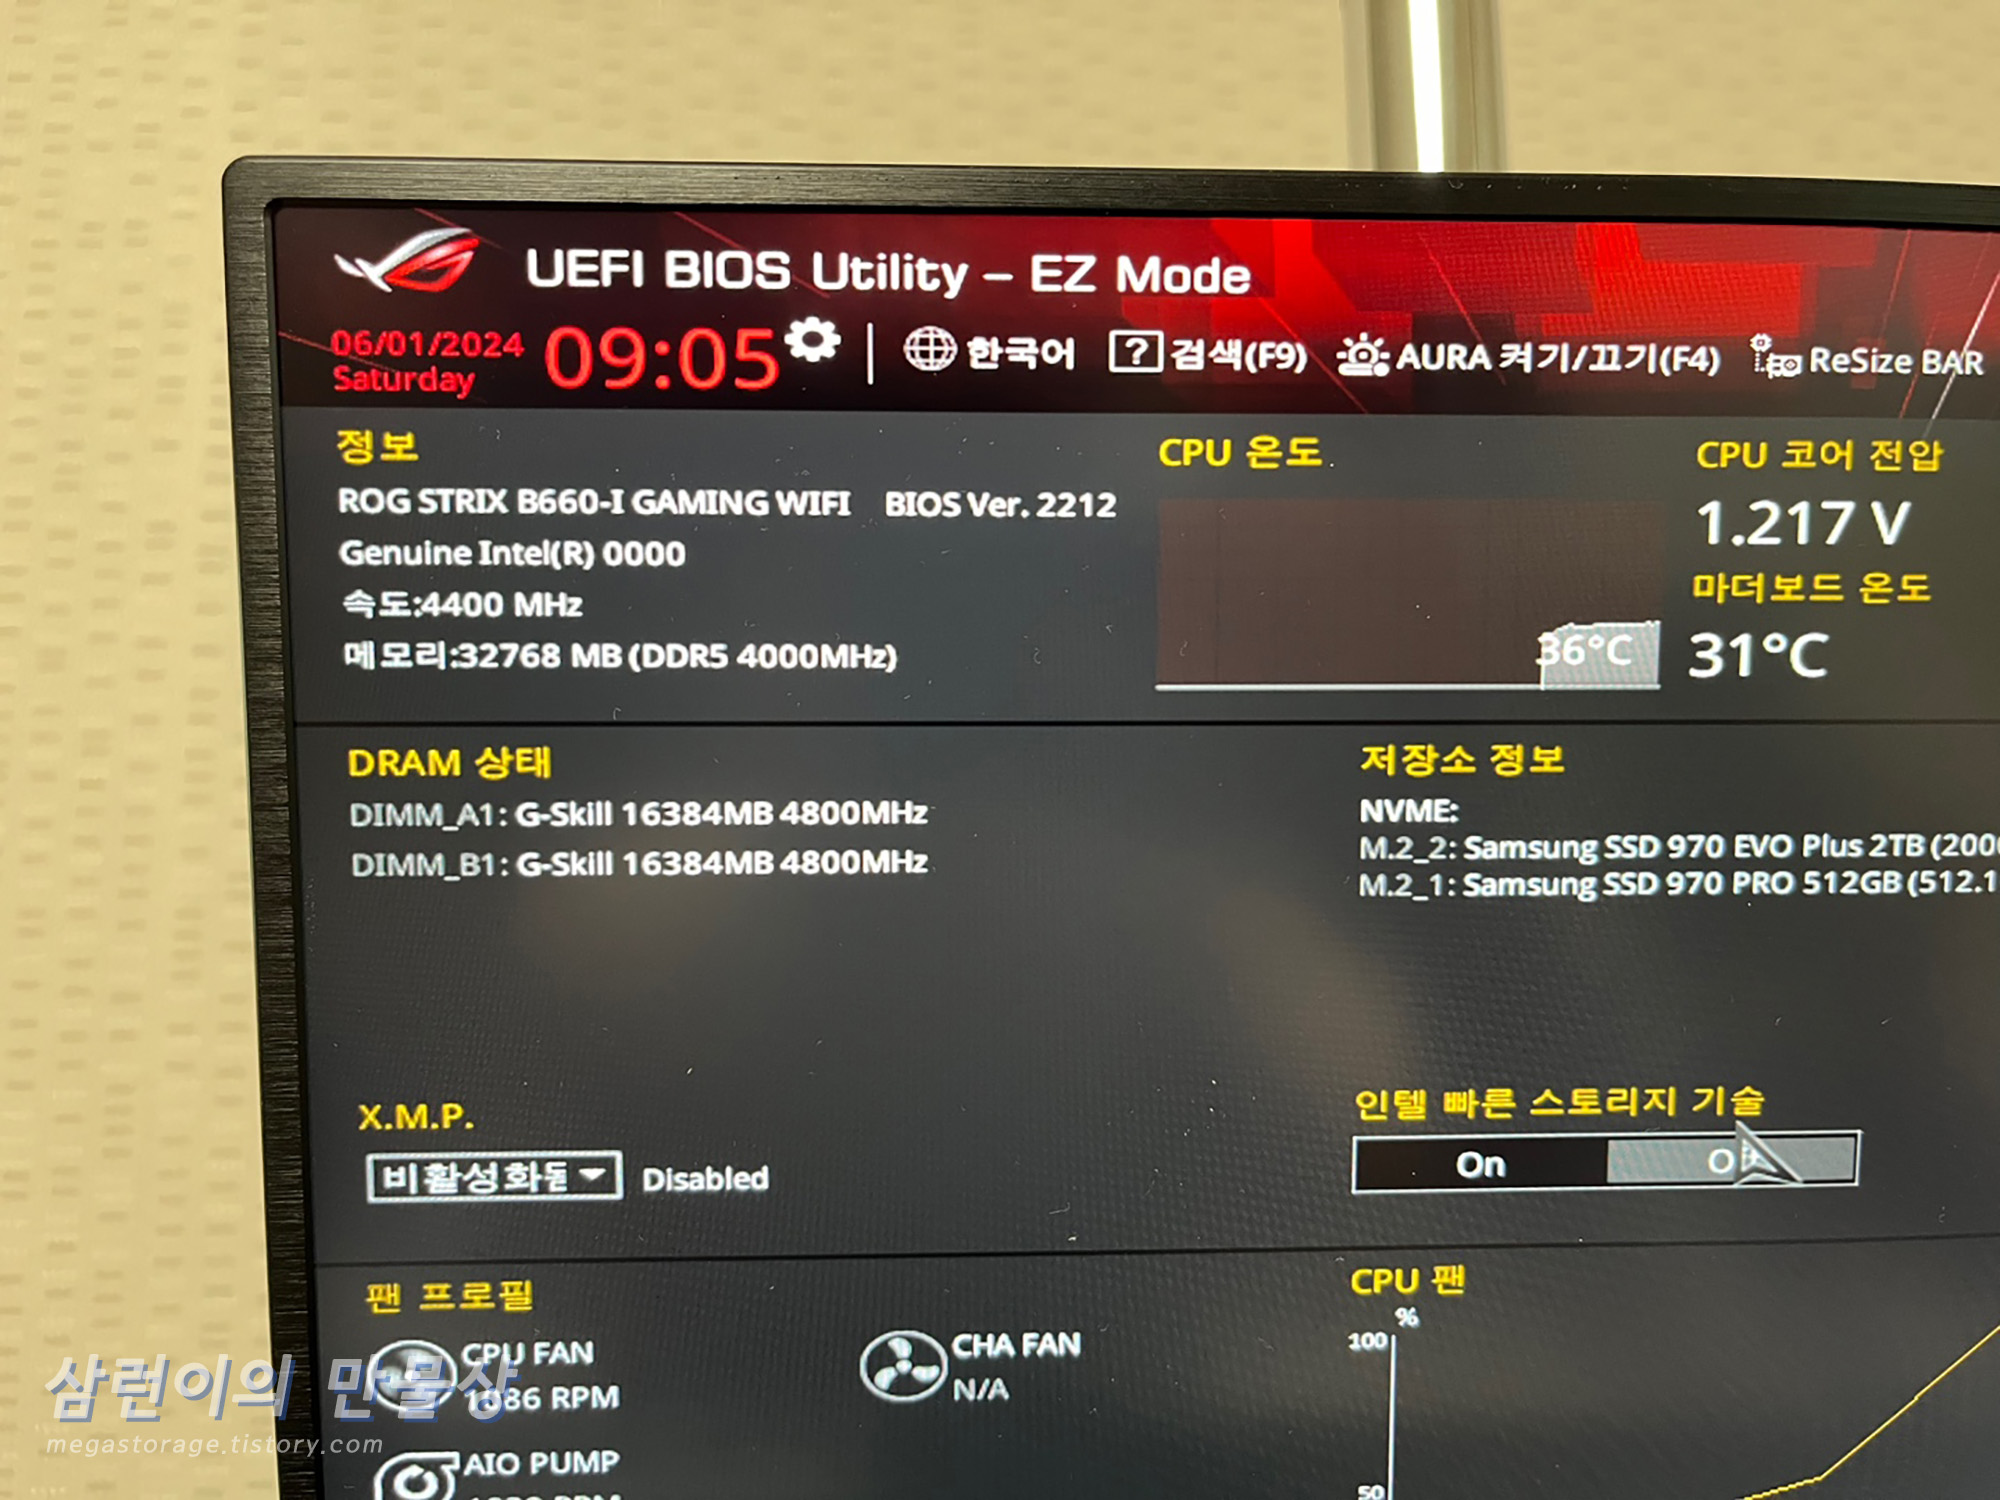 UEFI BIOS Utility – EZ Mode
06/01/2024
Saturday
09:05
한국어
?
검색(F9)
AURA 켜기/끄기(F4)
ReSize BAR
정보
ROG STRIX B660-I GAMING WIFI BIOS Ver. 2212
Genuine Intel(R) 0000
속도:4400 MHz
메모리:32768 MB (DDR5 4000MHz)
CPU 온도
36°C
CPU 코어 전압
1.217 V
마더보드 온도
31°C
DRAM 상태
DIMM_A1: G-Skill 16384MB 4800MHz
DIMM_B1: G-Skill 16384MB 4800MHz
저장소 정보
NVME:
M.2_2: Samsung SSD 970 EVO Plus 2TB (200
M.2_1: Samsung SSD 970 PRO 512GB (512.1
X.M.P.
비활성화 Disabled
인텔 빠른 스토리지 기술
On
팬 프로필
CPU FAN
RPM
CHA FAN
N/A
AIO PUMP
CPU 팬
%
100
50
삼런이의 만물상
megastorage.tistory.com